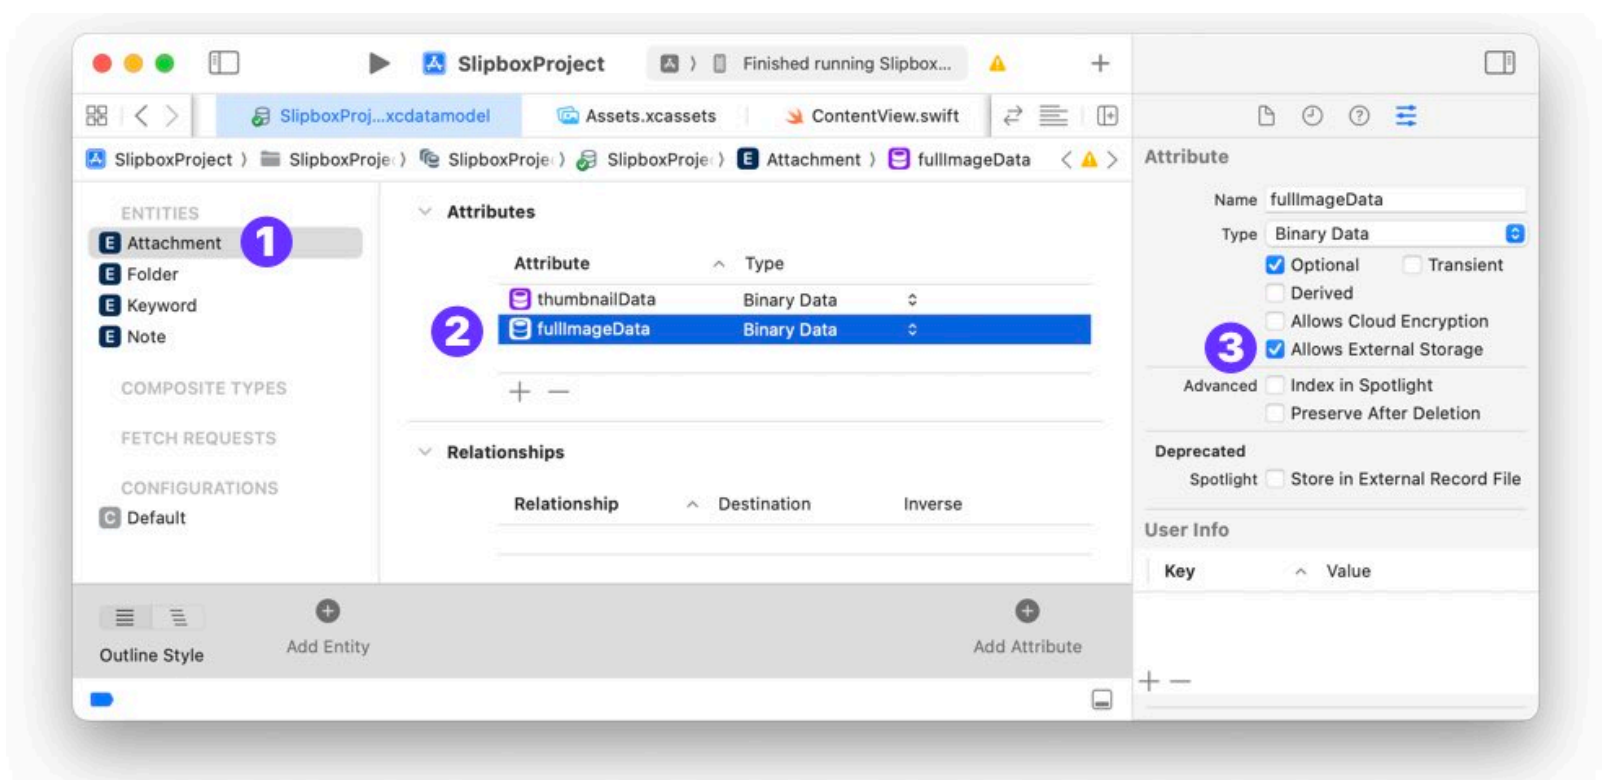 SlipboxProject
Finished running Slipbox...
SlipboxProj...xcdatamodel
Assets.xcassets
ContentView.swift
SlipboxProject
SlipboxProje
SlipboxProje
SlipboxProje
E Attachment
fullImageData
ENTITIES
E Attachment
1
E Folder
E Keyword
E Note
COMPOSITE TYPES
FETCH REQUESTS
CONFIGURATIONS
C Default
Attributes
Attribute Type
thumbnailData Binary Data
2
fullImageData Binary Data
Relationships
Relationship Destination Inverse
Outline Style
Add Entity
Add Attribute
Attribute
Name fullImageData
Type Binary Data
Optional Transient
Derived
Allows Cloud Encryption
3
Allows External Storage
Advanced Index in Spotlight
Preserve After Deletion
Deprecated
Spotlight Store in External Record File
User Info
Key Value